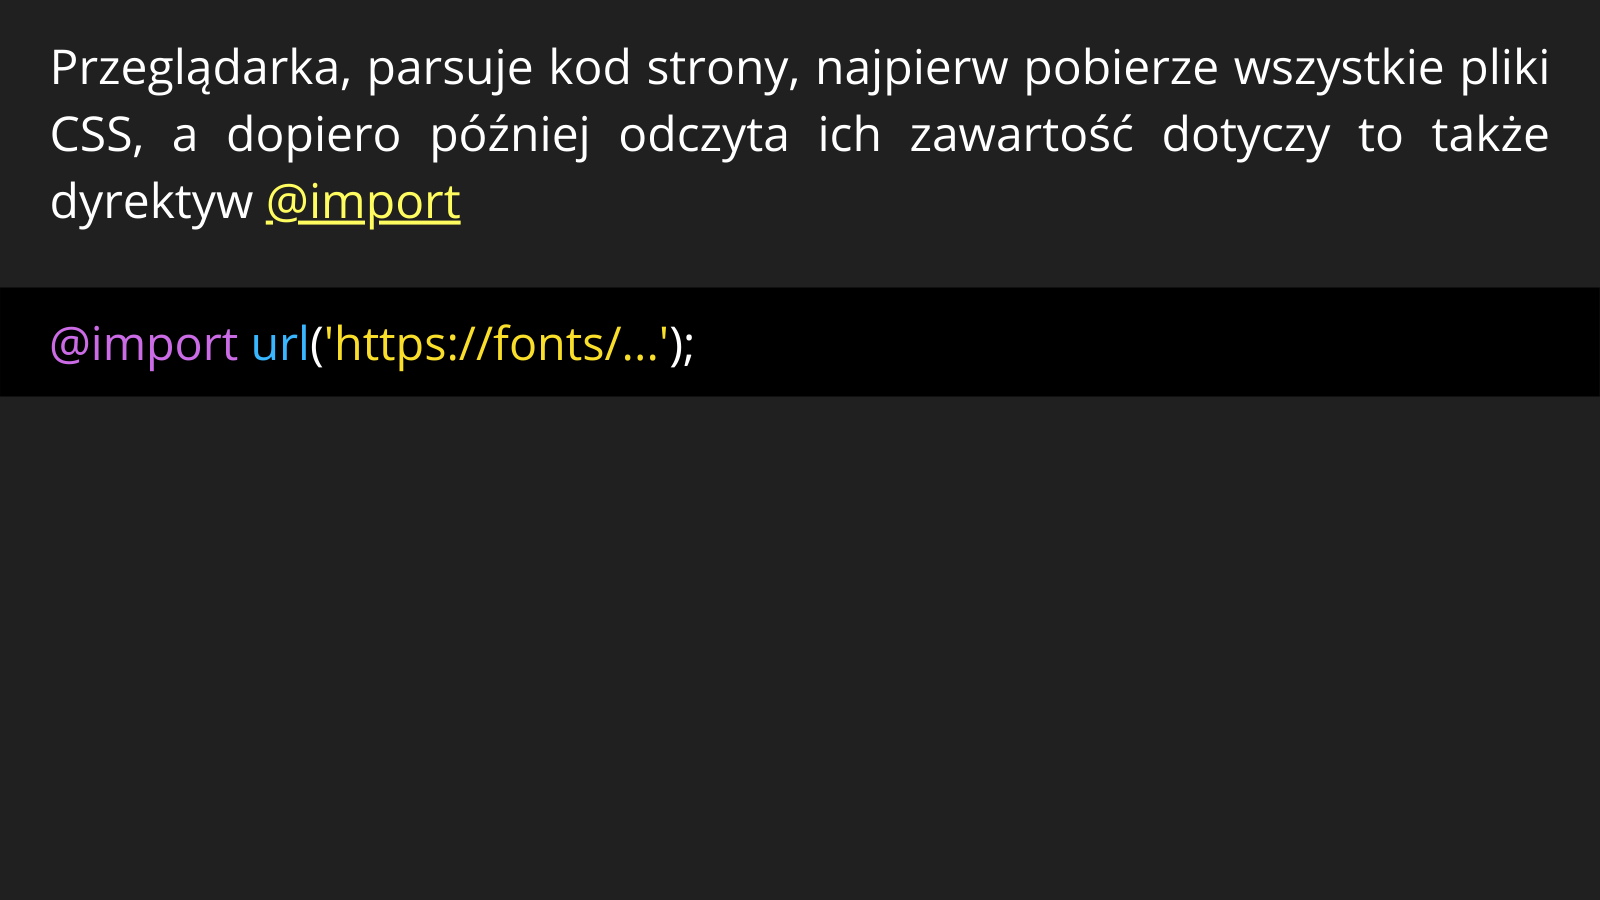 Przeglądarka, parsuje kod strony, najpierw pobierze wszystkie pliki
CSS, a dopiero później odczyta ich zawartość dotyczy to także
dyrektyw @import
@import url('https://fonts/...');